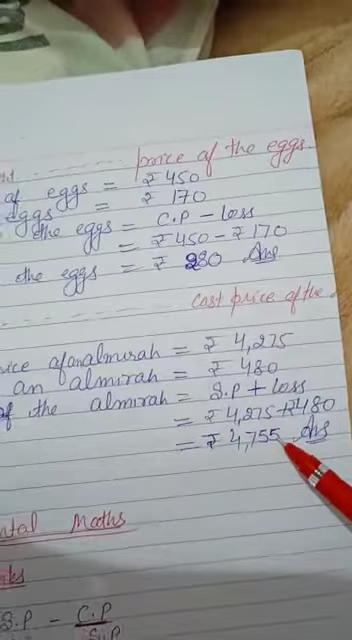 price of the eggs.
of eggs = ₹ 450
eggs = ₹ 170
the eggs = C.P - loss
= ₹ 450 - ₹ 170
the eggs = ₹ 280 Ans
Cost price of the
price of an almirah = ₹ 4,275
an almirah = ₹ 480
of the almirah = S.P + loss
= ₹ 4,275 + ₹ 480
= ₹ 4,755 Ans
Maths
S.P - C.P